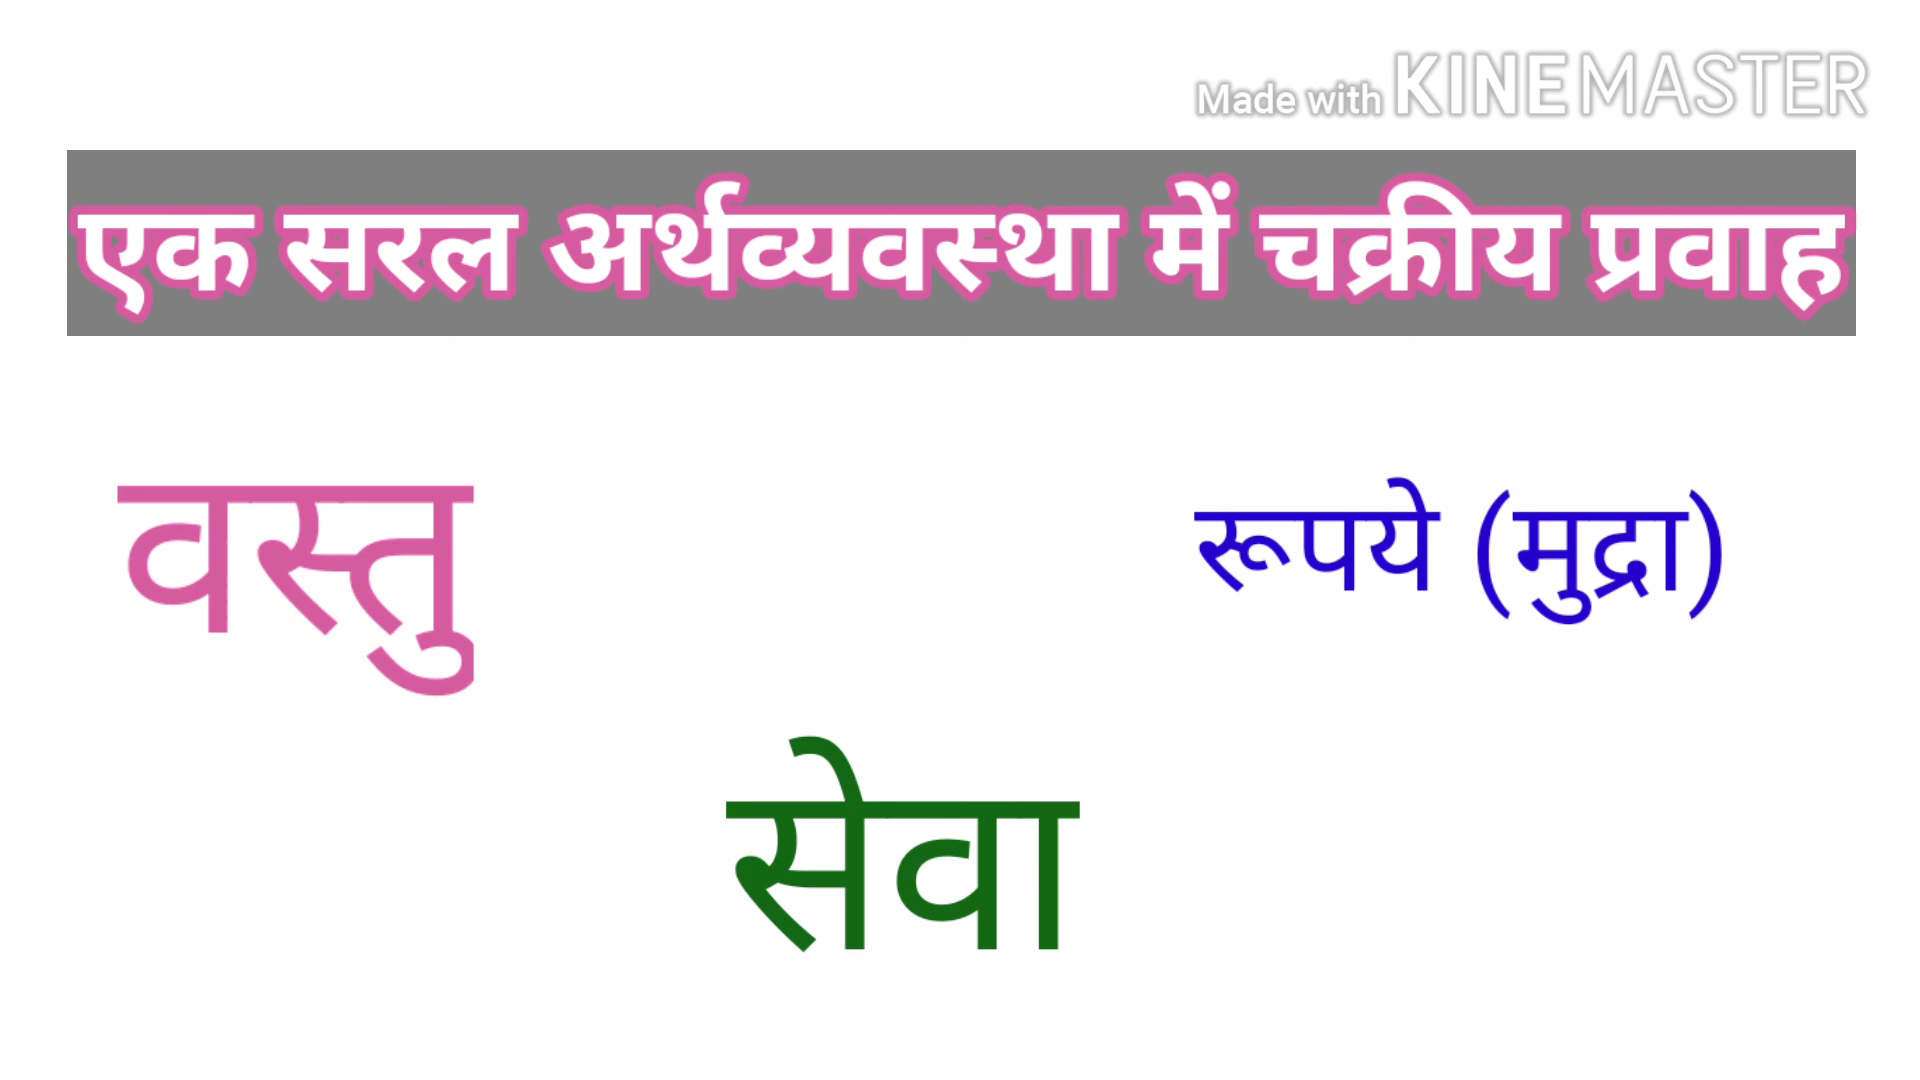 Made with KINEMASTER
एक सरल अर्थव्यवस्था में चक्रीय प्रवाह
वस्तु
रूपये (मुद्रा)
सेवा